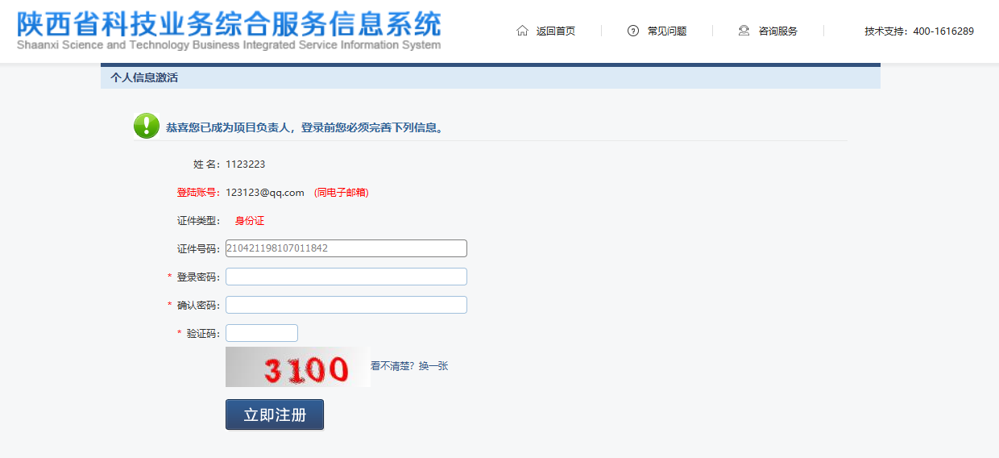 陕西省科技业务综合服务信息系统
Shaanxi Science and Technology Business Integrated Service Information System
返回首页 常见问题 咨询服务 技术支持：400-1616289
个人信息激活
恭喜您已成为项目负责人，登录前您必须完善下列信息。
姓 名： 1123223
登陆账号： 123123@qq.com (同电子邮箱)
证件类型： 身份证
证件号码： 210421198107011842
* 登录密码：
* 确认密码：
* 验证码：
3100 看不清楚？换一张
立即注册